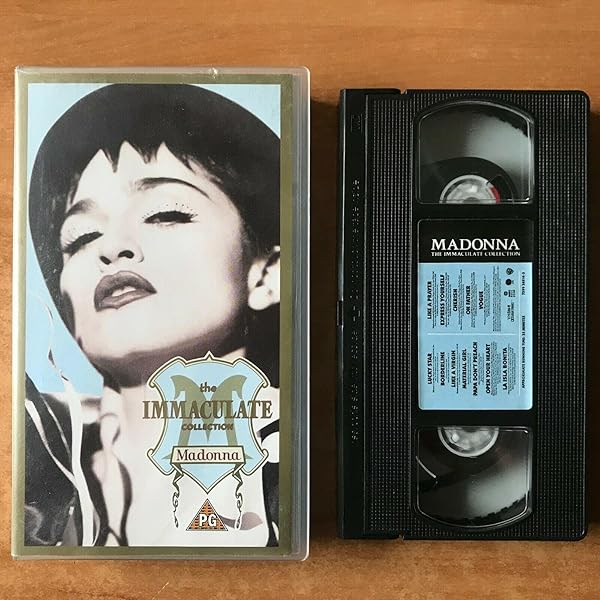 the
IMMACULATE
COLLECTION
Madonna
PG
MADONNA
THE IMMACULATE COLLECTION
LUCKY STAR
BORDERLINE
LIKE A VIRGIN
MATERIAL GIRL
PAPA DON'T PREACH
OPEN YOUR HEART
LA ISLA BONITA
LIKE A PRAYER
EXPRESS YOURSELF
CHERISH
OH FATHER
VOGUE